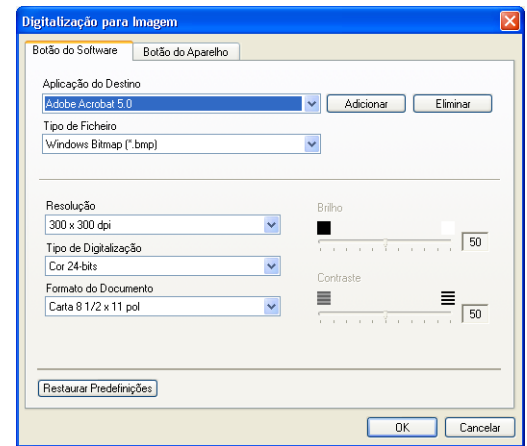 Digitalização para Imagem
Botão do Software
Botão do Aparelho
Aplicação do Destino
Adobe Acrobat 5.0
Adicionar
Eliminar
Tipo de Ficheiro
Windows Bitmap (*.bmp)
Resolução
300 x 300 dpi
Tipo de Digitalização
Cor 24-bits
Formato do Documento
Carta 8 1/2 x 11 pol
Brilho
50
Contraste
50
Restaurar Predefinições
OK
Cancelar